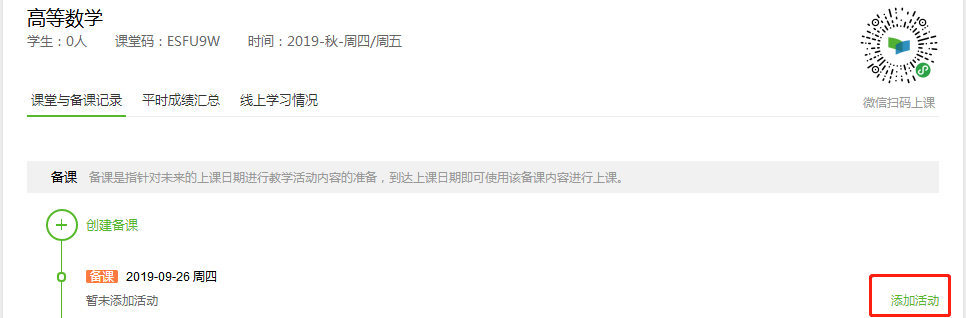 高等数学
学生：0人 课堂码：ESFU9W 时间：2019-秋-周四/周五
微信扫码上课
课堂与备课记录 平时成绩汇总 线上学习情况
备课 备课是指针对未来的上课日期进行教学活动内容的准备，到达上课日期即可使用该备课内容进行上课。
创建备课
备课 2019-09-26 周四
暂未添加活动 添加活动